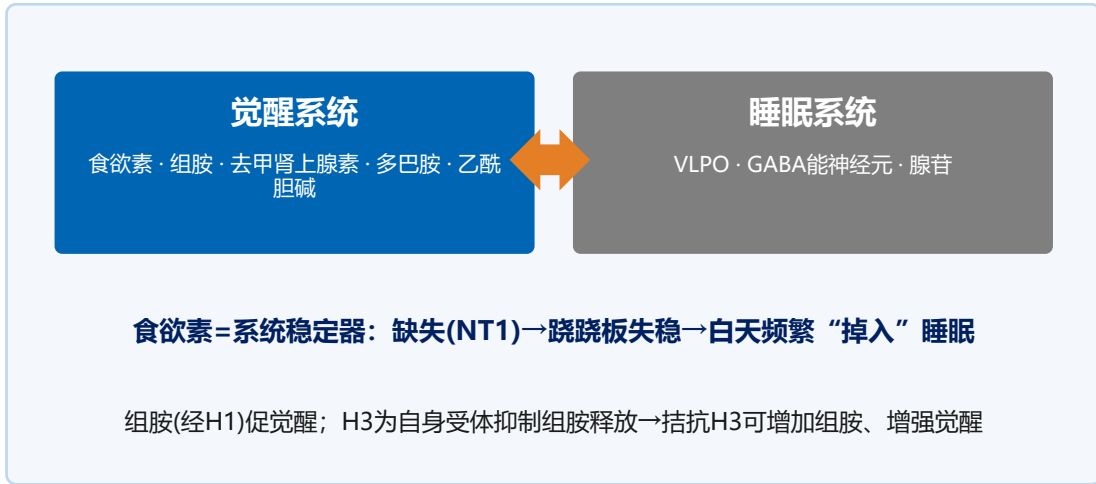 觉醒系统
食欲素 · 组胺 · 去甲肾上腺素 · 多巴胺 · 乙酰
胆碱
睡眠系统
VLPO · GABA能神经元 · 腺苷
食欲素=系统稳定器：缺失(NT1)→跷跷板失稳→白天频繁“掉入”睡眠
组胺(经H1)促觉醒；H3为自身受体抑制组胺释放→拮抗H3可增加组胺、增强觉醒